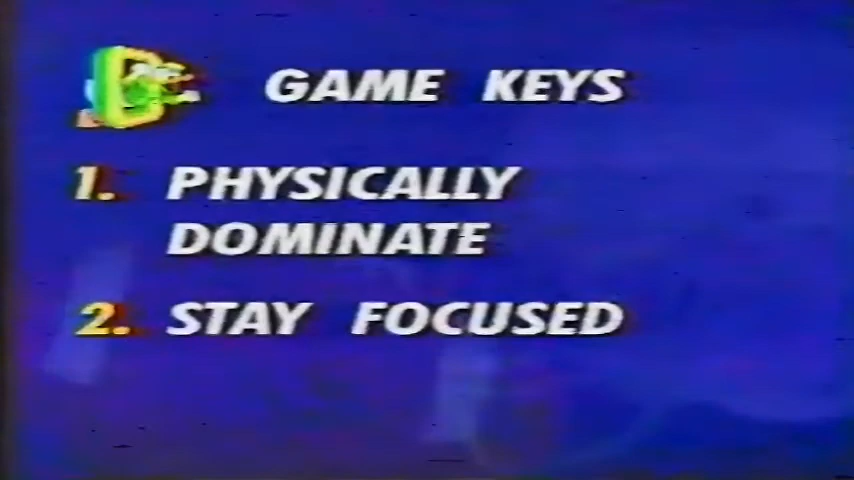 GAME KEYS
1. PHYSICALLY
DOMINATE
2. STAY FOCUSED